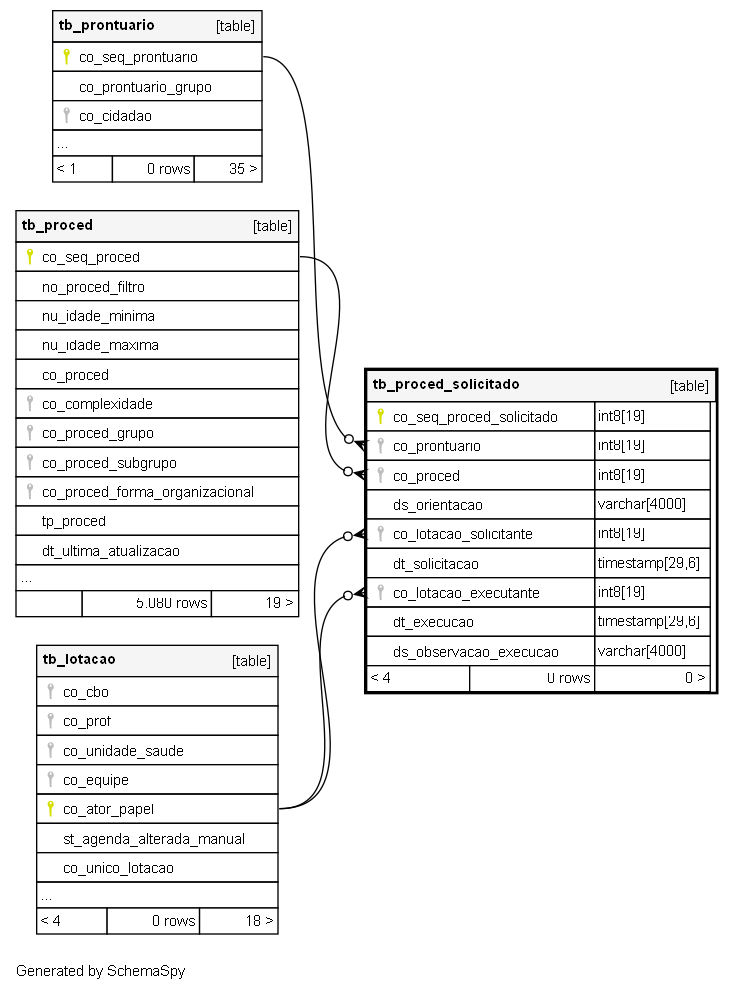 tb_prontuario [table]
co_seq_prontuario
co_prontuario_grupo
co_cidadao
...
< 1 0 rows 35 >
tb_proced [table]
co_seq_proced
no_proced_filtro
nu_idade_minima
nu_idade_maxima
co_proced
co_complexidade
co_proced_grupo
co_proced_subgrupo
co_proced_forma_organizacional
tp_proced
dt_ultima_atualizacao
...
5.080 rows 19 >
tb_proced_solicitado [table]
co_seq_proced_solicitado int8[19]
co_prontuario int8[19]
co_proced int8[19]
ds_orientacao varchar[4000]
co_lotacao_solicitante int8[19]
dt_solicitacao timestamp[29,6]
co_lotacao_executante int8[19]
dt_execucao timestamp[29,6]
ds_observacao_execucao varchar[4000]
< 4 0 rows 0 >
tb_lotacao [table]
co_cbo
co_prof
co_unidade_saude
co_equipe
co_ator_papel
st_agenda_alterada_manual
co_unico_lotacao
...
< 4 0 rows 18 >
Generated by SchemaSpy